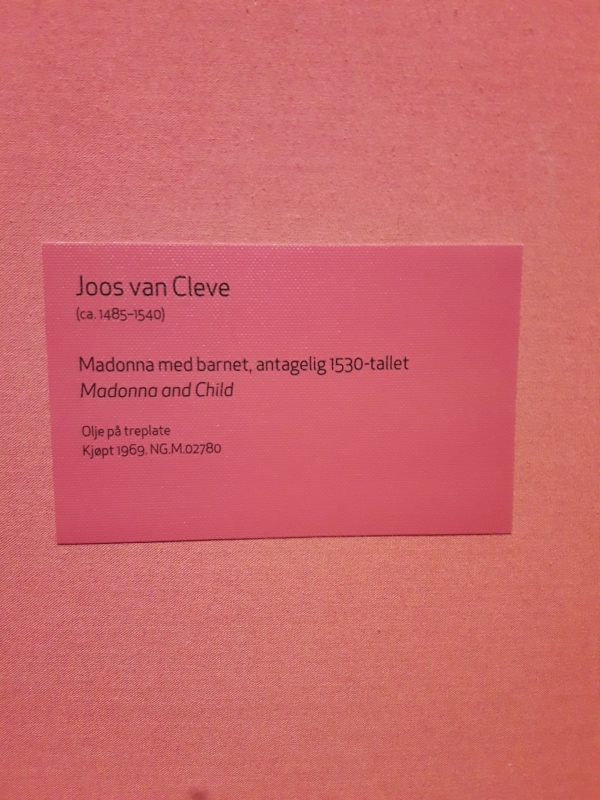 Joos van Cleve
(ca. 1485–1540)
Madonna med barnet, antagelig 1530-tallet
Madonna and Child
Olje på treplate
Kjøpt 1969. NG.M.02780